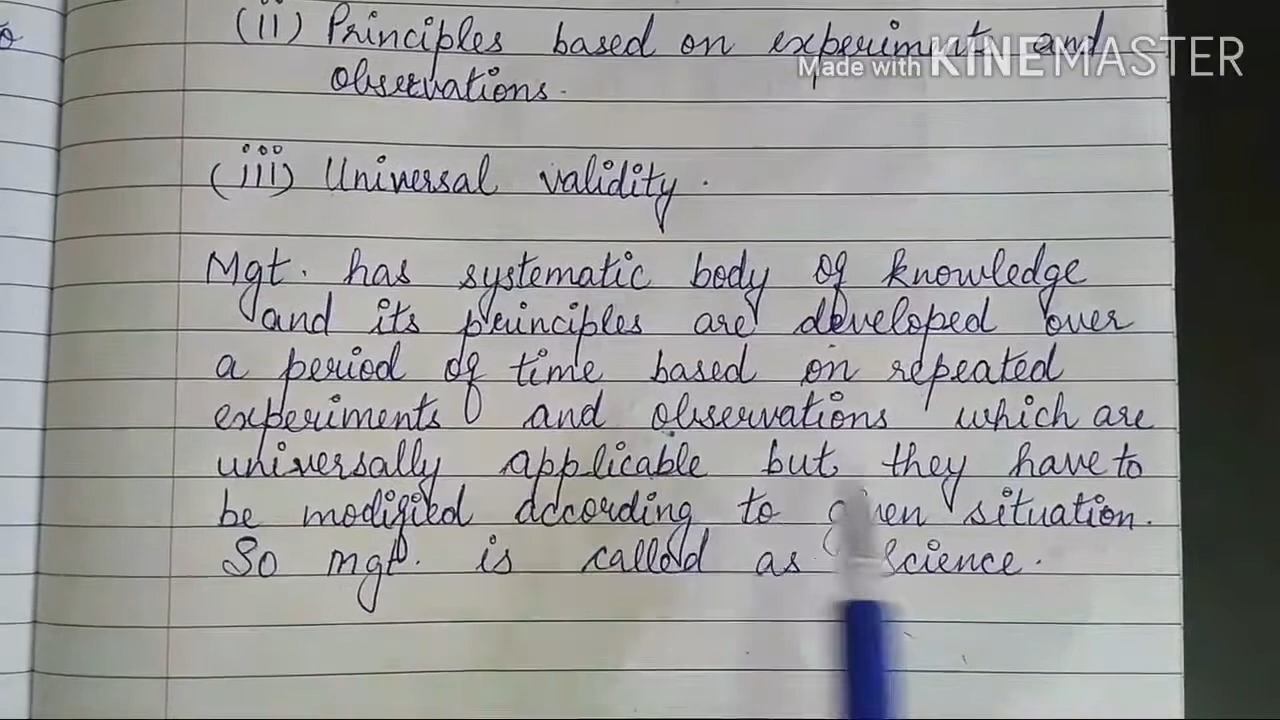 (ii) Principles based on experiments and
Made with KINEMASTER
observations.
(iii) Universal validity.
Mgt. has systematic body of knowledge
and its principles are developed over
a period of time based on repeated
experiments and observations which are
universally applicable but they have to
be modified according to given situation.
So mgt. is called as science.